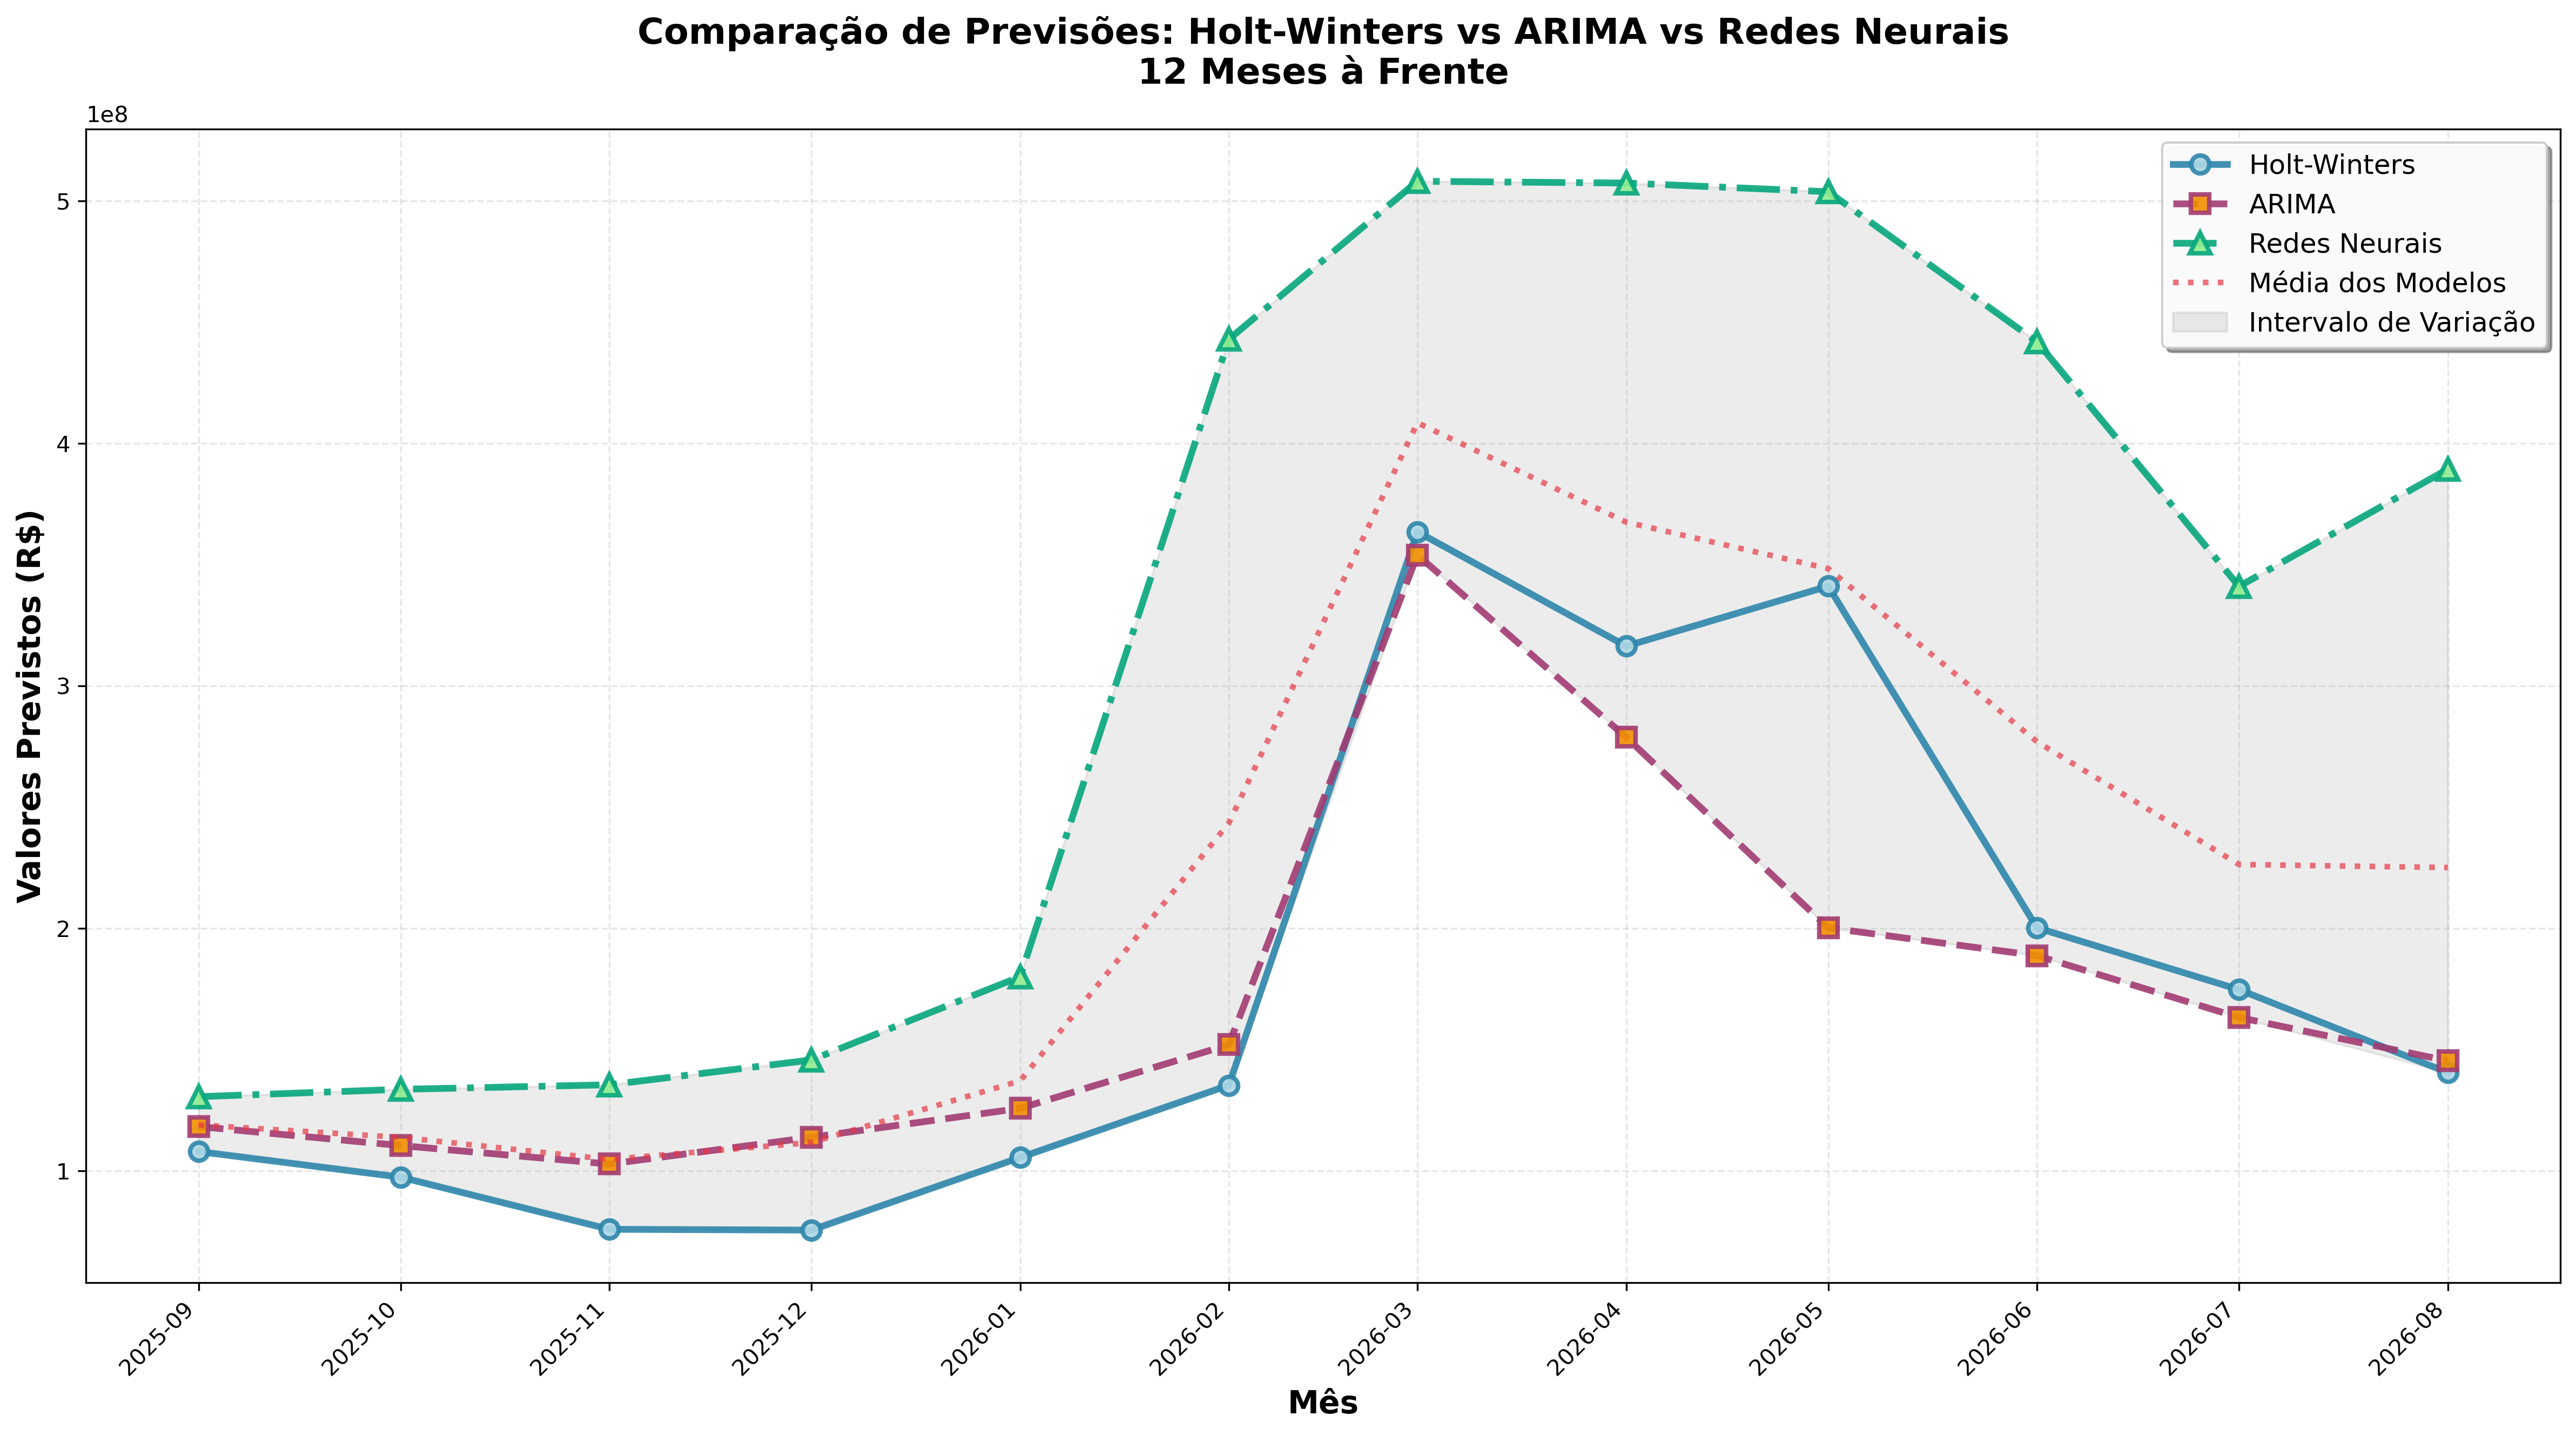 Comparação de Previsões: Holt-Winters vs ARIMA vs Redes Neurais
12 Meses à Frente
1e8
Holt-Winters
ARIMA
Redes Neurais
Média dos Modelos
Intervalo de Variação
5
4
3
2
1
Valores Previstos (R$)
2025-09
2025-10
2025-11
2025-12
2026-01
2026-02
2026-03
2026-04
2026-05
2026-06
2026-07
2026-08
Mês